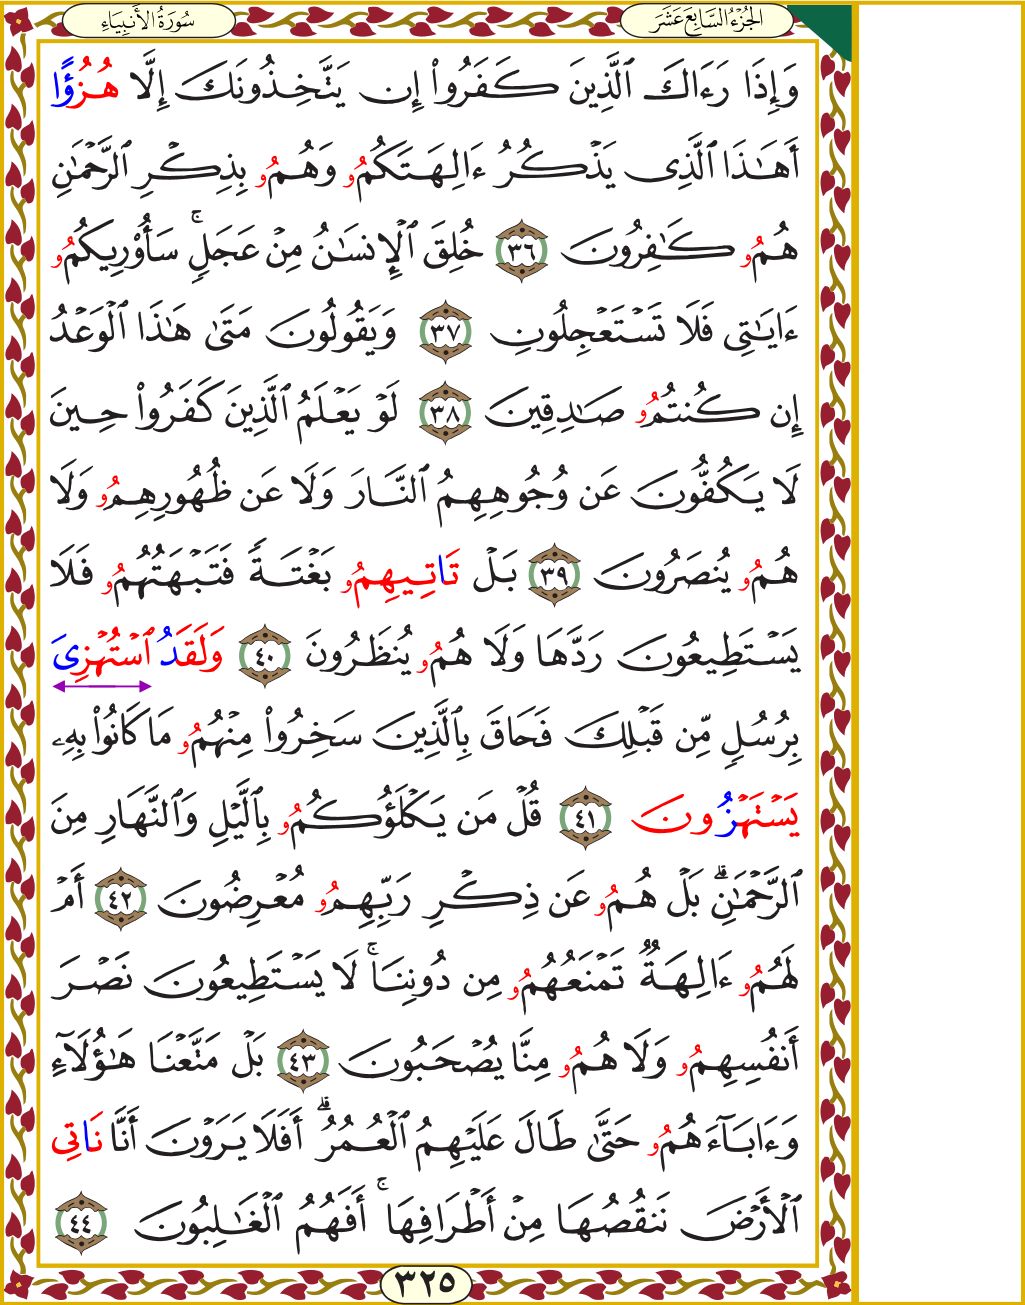 سُورَةُ الأَنبِيَاءِ
الجُزْءُ السَّابِعَ عَشَرَ
وَإِذَا رَءَاكَ ٱلَّذِينَ كَفَرُوا۟ إِن يَتَّخِذُونَكَ إِلَّا هُزُؤًا
أَهَـٰذَا ٱلَّذِى يَذْكُرُ ءَالِهَتَكُمُۥ وَهُمُۥ بِذِكْرِ ٱلرَّحْمَـٰنِ
هُمُۥ كَـٰفِرُونَ ٣٦ خُلِقَ ٱلْإِنسَـٰنُ مِنْ عَجَلٍ ۚ سَأُو۟رِيكُمُۥ
ءَايَـٰتِى فَلَا تَسْتَعْجِلُونِ ٣٧ وَيَقُولُونَ مَتَىٰ هَـٰذَا ٱلْوَعْدُ
إِن كُنتُمُۥ صَـٰدِقِينَ ٣٨ لَوْ يَعْلَمُ ٱلَّذِينَ كَفَرُوا۟ حِينَ
لَا يَكُفُّونَ عَن وُجُوهِهِمُ ٱلنَّارَ وَلَا عَن ظُهُورِهِمُۥ وَلَا
هُمُۥ يُنصَرُونَ ٣٩ بَلْ تَاتِيهِمُۥ بَغْتَةً فَتَبْهَتُهُمُۥ فَلَا
يَسْتَطِيعُونَ رَدَّهَا وَلَا هُمُۥ يُنظَرُونَ ٤٠ وَلَقَدُ ٱسْتُهْزِىَ
بِرُسُلٍ مِّن قَبْلِكَ فَحَاقَ بِٱلَّذِينَ سَخِرُوا۟ مِنْهُمُۥ مَا كَانُوا۟ بِهِۦ
يَسْتَهْزُونَ ٤١ قُلْ مَن يَكْلَؤُكُمُۥ بِٱلَّيْلِ وَٱلنَّهَارِ مِنَ
ٱلرَّحْمَـٰنِ ۗ بَلْ هُمُۥ عَن ذِكْرِ رَبِّهِمُۥ مُعْرِضُونَ ٤٢ أَمْ
لَهُمُۥ ءَالِهَةٌ تَمْنَعُهُمُۥ مِن دُونِنَا ۚ لَا يَسْتَطِيعُونَ نَصْرَ
أَنفُسِهِمُۥ وَلَا هُمُۥ مِنَّا يُصْحَبُونَ ٤٣ بَلْ مَتَّعْنَا هَـٰٓؤُلَآءِ
وَءَابَآءَهُمُۥ حَتَّىٰ طَالَ عَلَيْهِمُ ٱلْعُمُرُ ۗ أَفَلَا يَرَوْنَ أَنَّا نَاتِى
ٱلْأَرْضَ نَنقُصُهَا مِنْ أَطْرَافِهَا ۚ أَفَهُمُ ٱلْغَـٰلِبُونَ ٤٤
٣٢٥